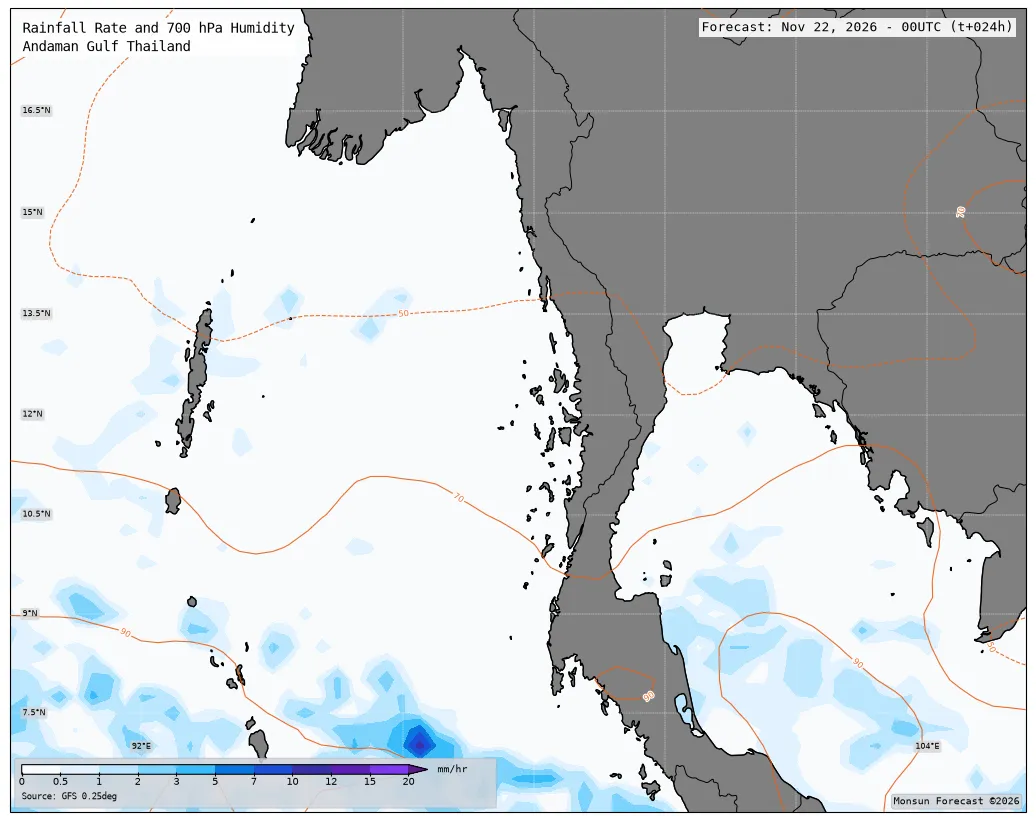 Rainfall Rate and 700 hPa Humidity
Andaman Gulf Thailand
Forecast: Nov 22, 2026 - 00UTC (t+024h)
16.5°N
15°N
70
13.5°N
50
12°N
70
10.5°N
9°N
90
90
50
90
7.5°N
92°E
104°E
mm/hr
0 0.5 1 2 3 5 7 10 12 15 20
Source: GFS 0.25deg
Monsun Forecast ©2026